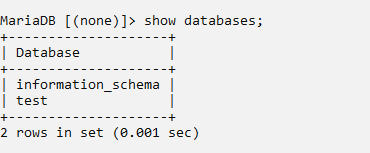 MariaDB [(none)]> show databases;
+--------------------+
| Database           |
+--------------------+
| information_schema |
| test               |
+--------------------+
2 rows in set (0.001 sec)